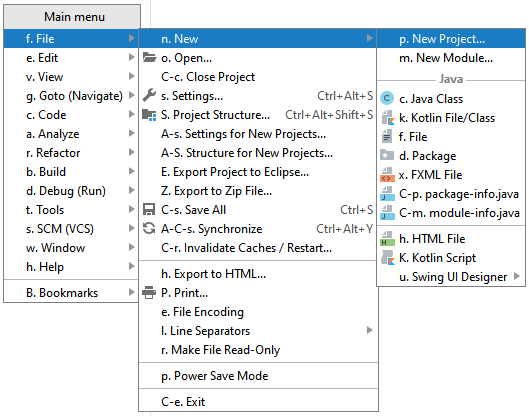 Main menu
f. File
e. Edit
v. View
g. Goto (Navigate)
c. Code
a. Analyze
r. Refactor
b. Build
d. Debug (Run)
t. Tools
s. SCM (VCS)
w. Window
h. Help
B. Bookmarks
n. New
o. Open...
C-c. Close Project
s. Settings... Ctrl+Alt+S
S. Project Structure... Ctrl+Alt+Shift+S
A-s. Settings for New Projects...
A-S. Structure for New Projects...
E. Export Project to Eclipse...
Z. Export to Zip File...
C-s. Save All Ctrl+S
A-C-s. Synchronize Ctrl+Alt+Y
C-r. Invalidate Caches / Restart...
h. Export to HTML...
P. Print...
e. File Encoding
l. Line Separators
r. Make File Read-Only
p. Power Save Mode
C-e. Exit
p. New Project...
m. New Module...
Java
c. Java Class
k. Kotlin File/Class
f. File
d. Package
x. FXML File
C-p. package-info.java
C-m. module-info.java
h. HTML File
K. Kotlin Script
u. Swing UI Designer